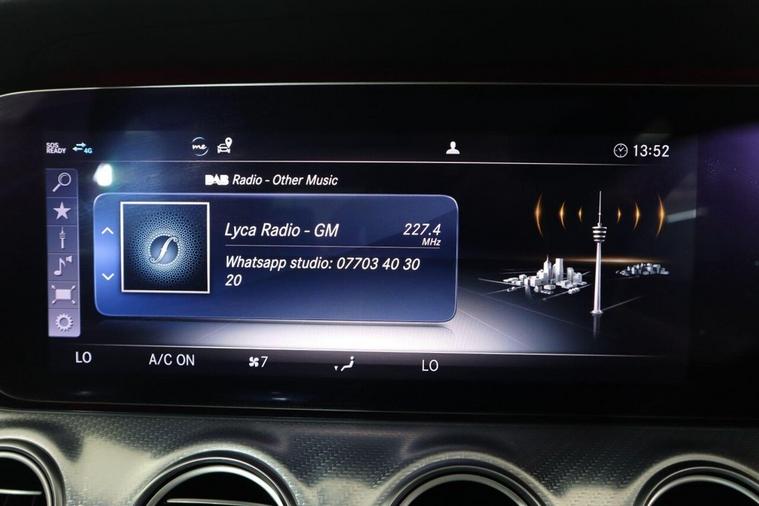 SOS
READY
4G
me
13:52
DAB Radio - Other Music
Lyca Radio - GM
227.4
MHz
Whatsapp studio: 07703 40 30
20
LO
A/C ON
7
LO